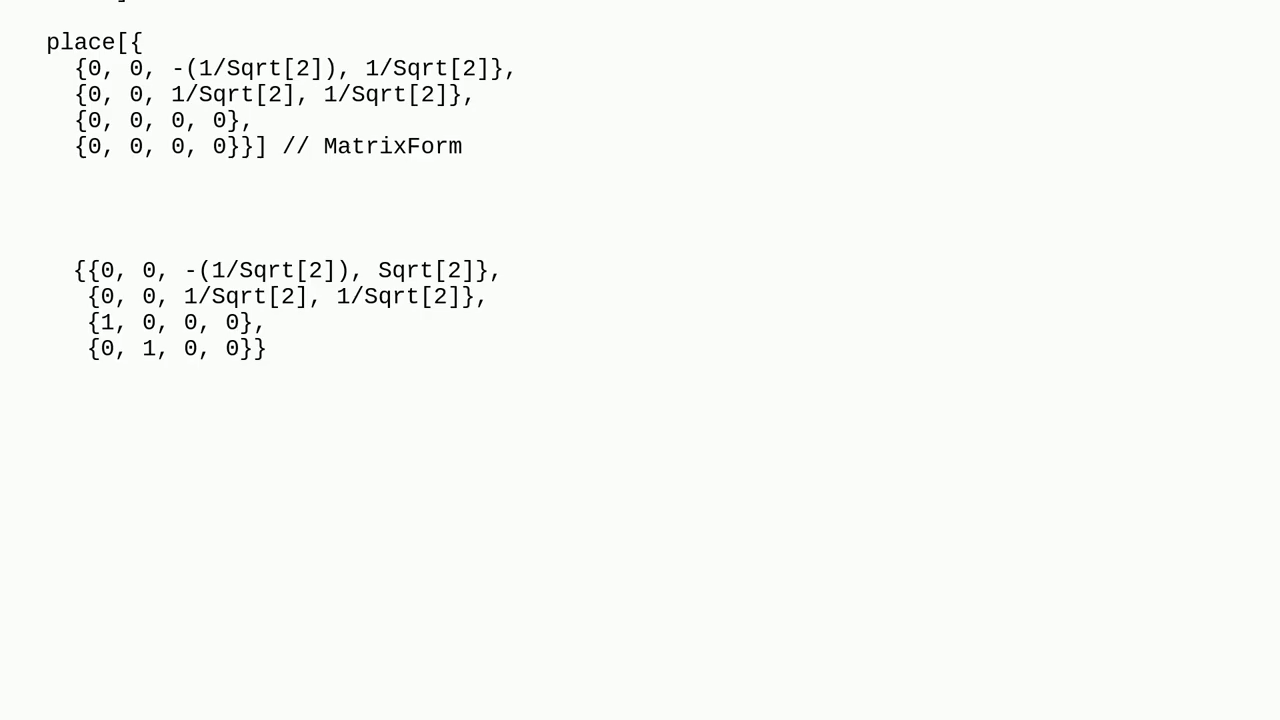 place[{
{0, 0, -(1/Sqrt[2]), 1/Sqrt[2]},
{0, 0, 1/Sqrt[2], 1/Sqrt[2]},
{0, 0, 0, 0},
{0, 0, 0, 0}}] // MatrixForm
{{0, 0, -(1/Sqrt[2]), Sqrt[2]},
{0, 0, 1/Sqrt[2], 1/Sqrt[2]},
{1, 0, 0, 0},
{0, 1, 0, 0}}